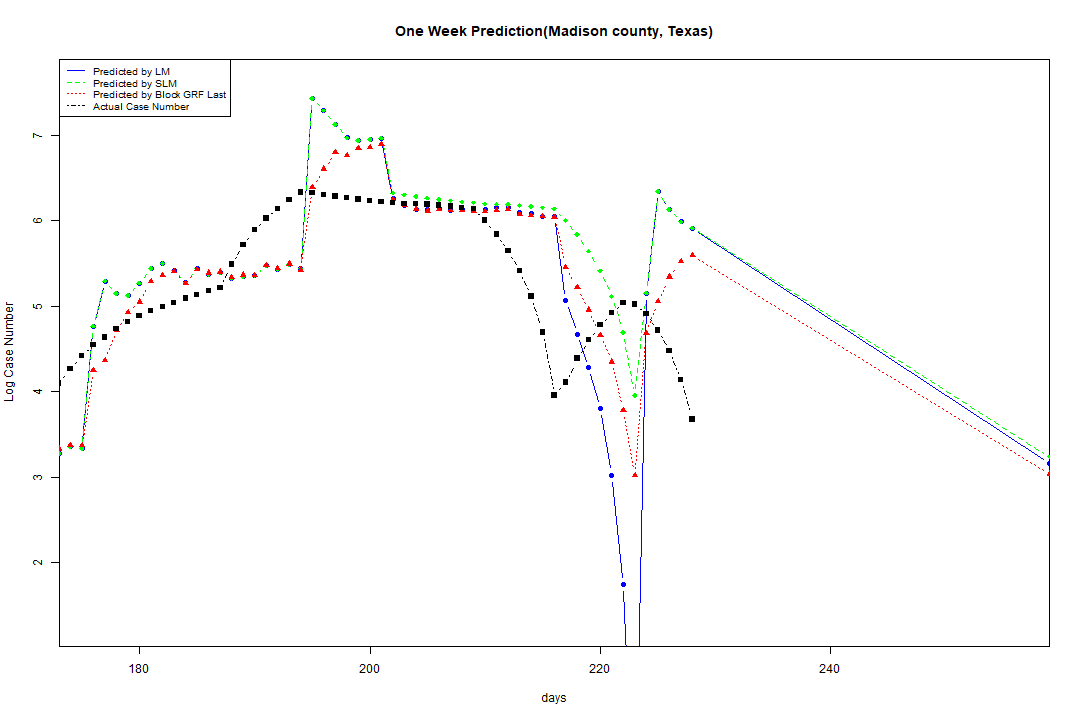 One Week Prediction(Madison county, Texas)
Predicted by LM
Predicted by SLM
Predicted by Block GRF Last
Actual Case Number
7
6
5
4
3
2
Log Case Number
180 200 220 240
days